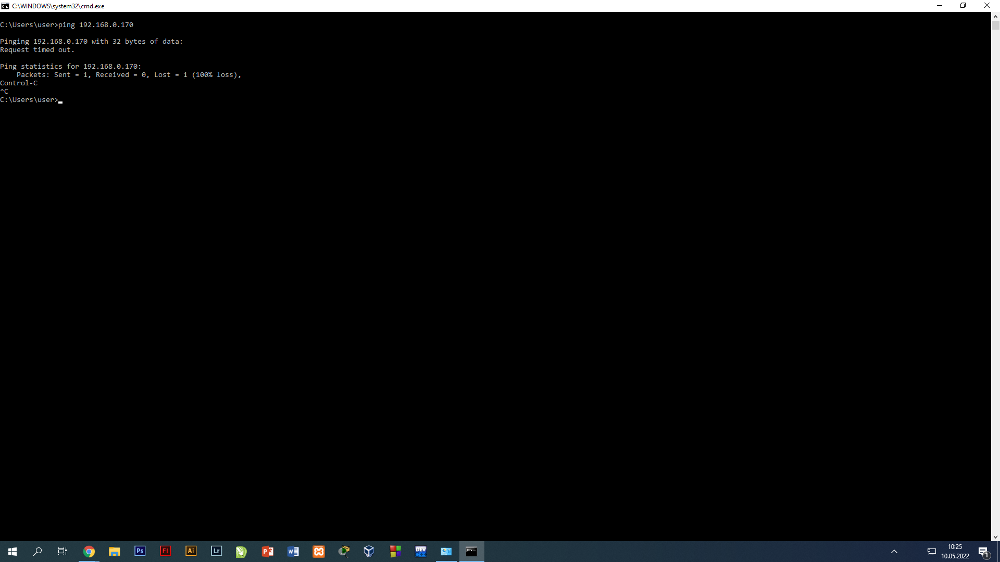 C:\WINDOWS\system32\cmd.exe
C:\Users\user>ping 192.168.0.170
Pinging 192.168.0.170 with 32 bytes of data:
Request timed out.
Ping statistics for 192.168.0.170:
    Packets: Sent = 1, Received = 0, Lost = 1 (100% loss),
Control-C
^C
C:\Users\user>
Ps
Fl
Ai
Lr
P
W
DEV
C++
C:\.
10:25
10.05.2022
1